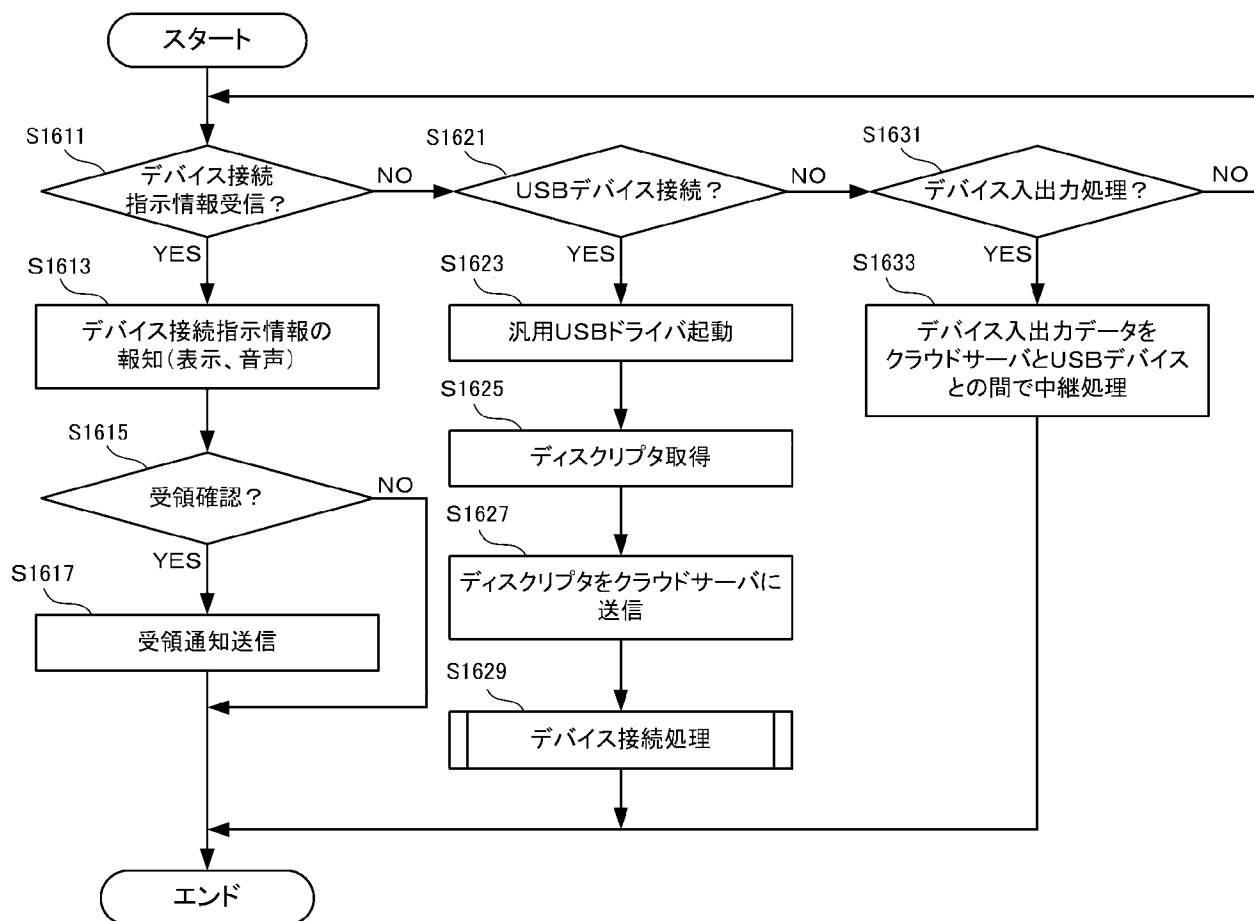 スタート
S1611
デバイス接続
指示情報受信？
NO
YES
S1613
デバイス接続指示情報の
報知(表示、音声)
S1615
受領確認？
NO
YES
S1617
受領通知送信
S1621
USBデバイス接続？
NO
YES
S1623
汎用USBドライバ起動
S1625
ディスクリプタ取得
S1627
ディスクリプタをクラウドサーバに
送信
S1629
デバイス接続処理
S1631
デバイス入出力処理？
NO
YES
S1633
デバイス入出力データを
クラウドサーバとUSBデバイス
との間で中継処理
エンド